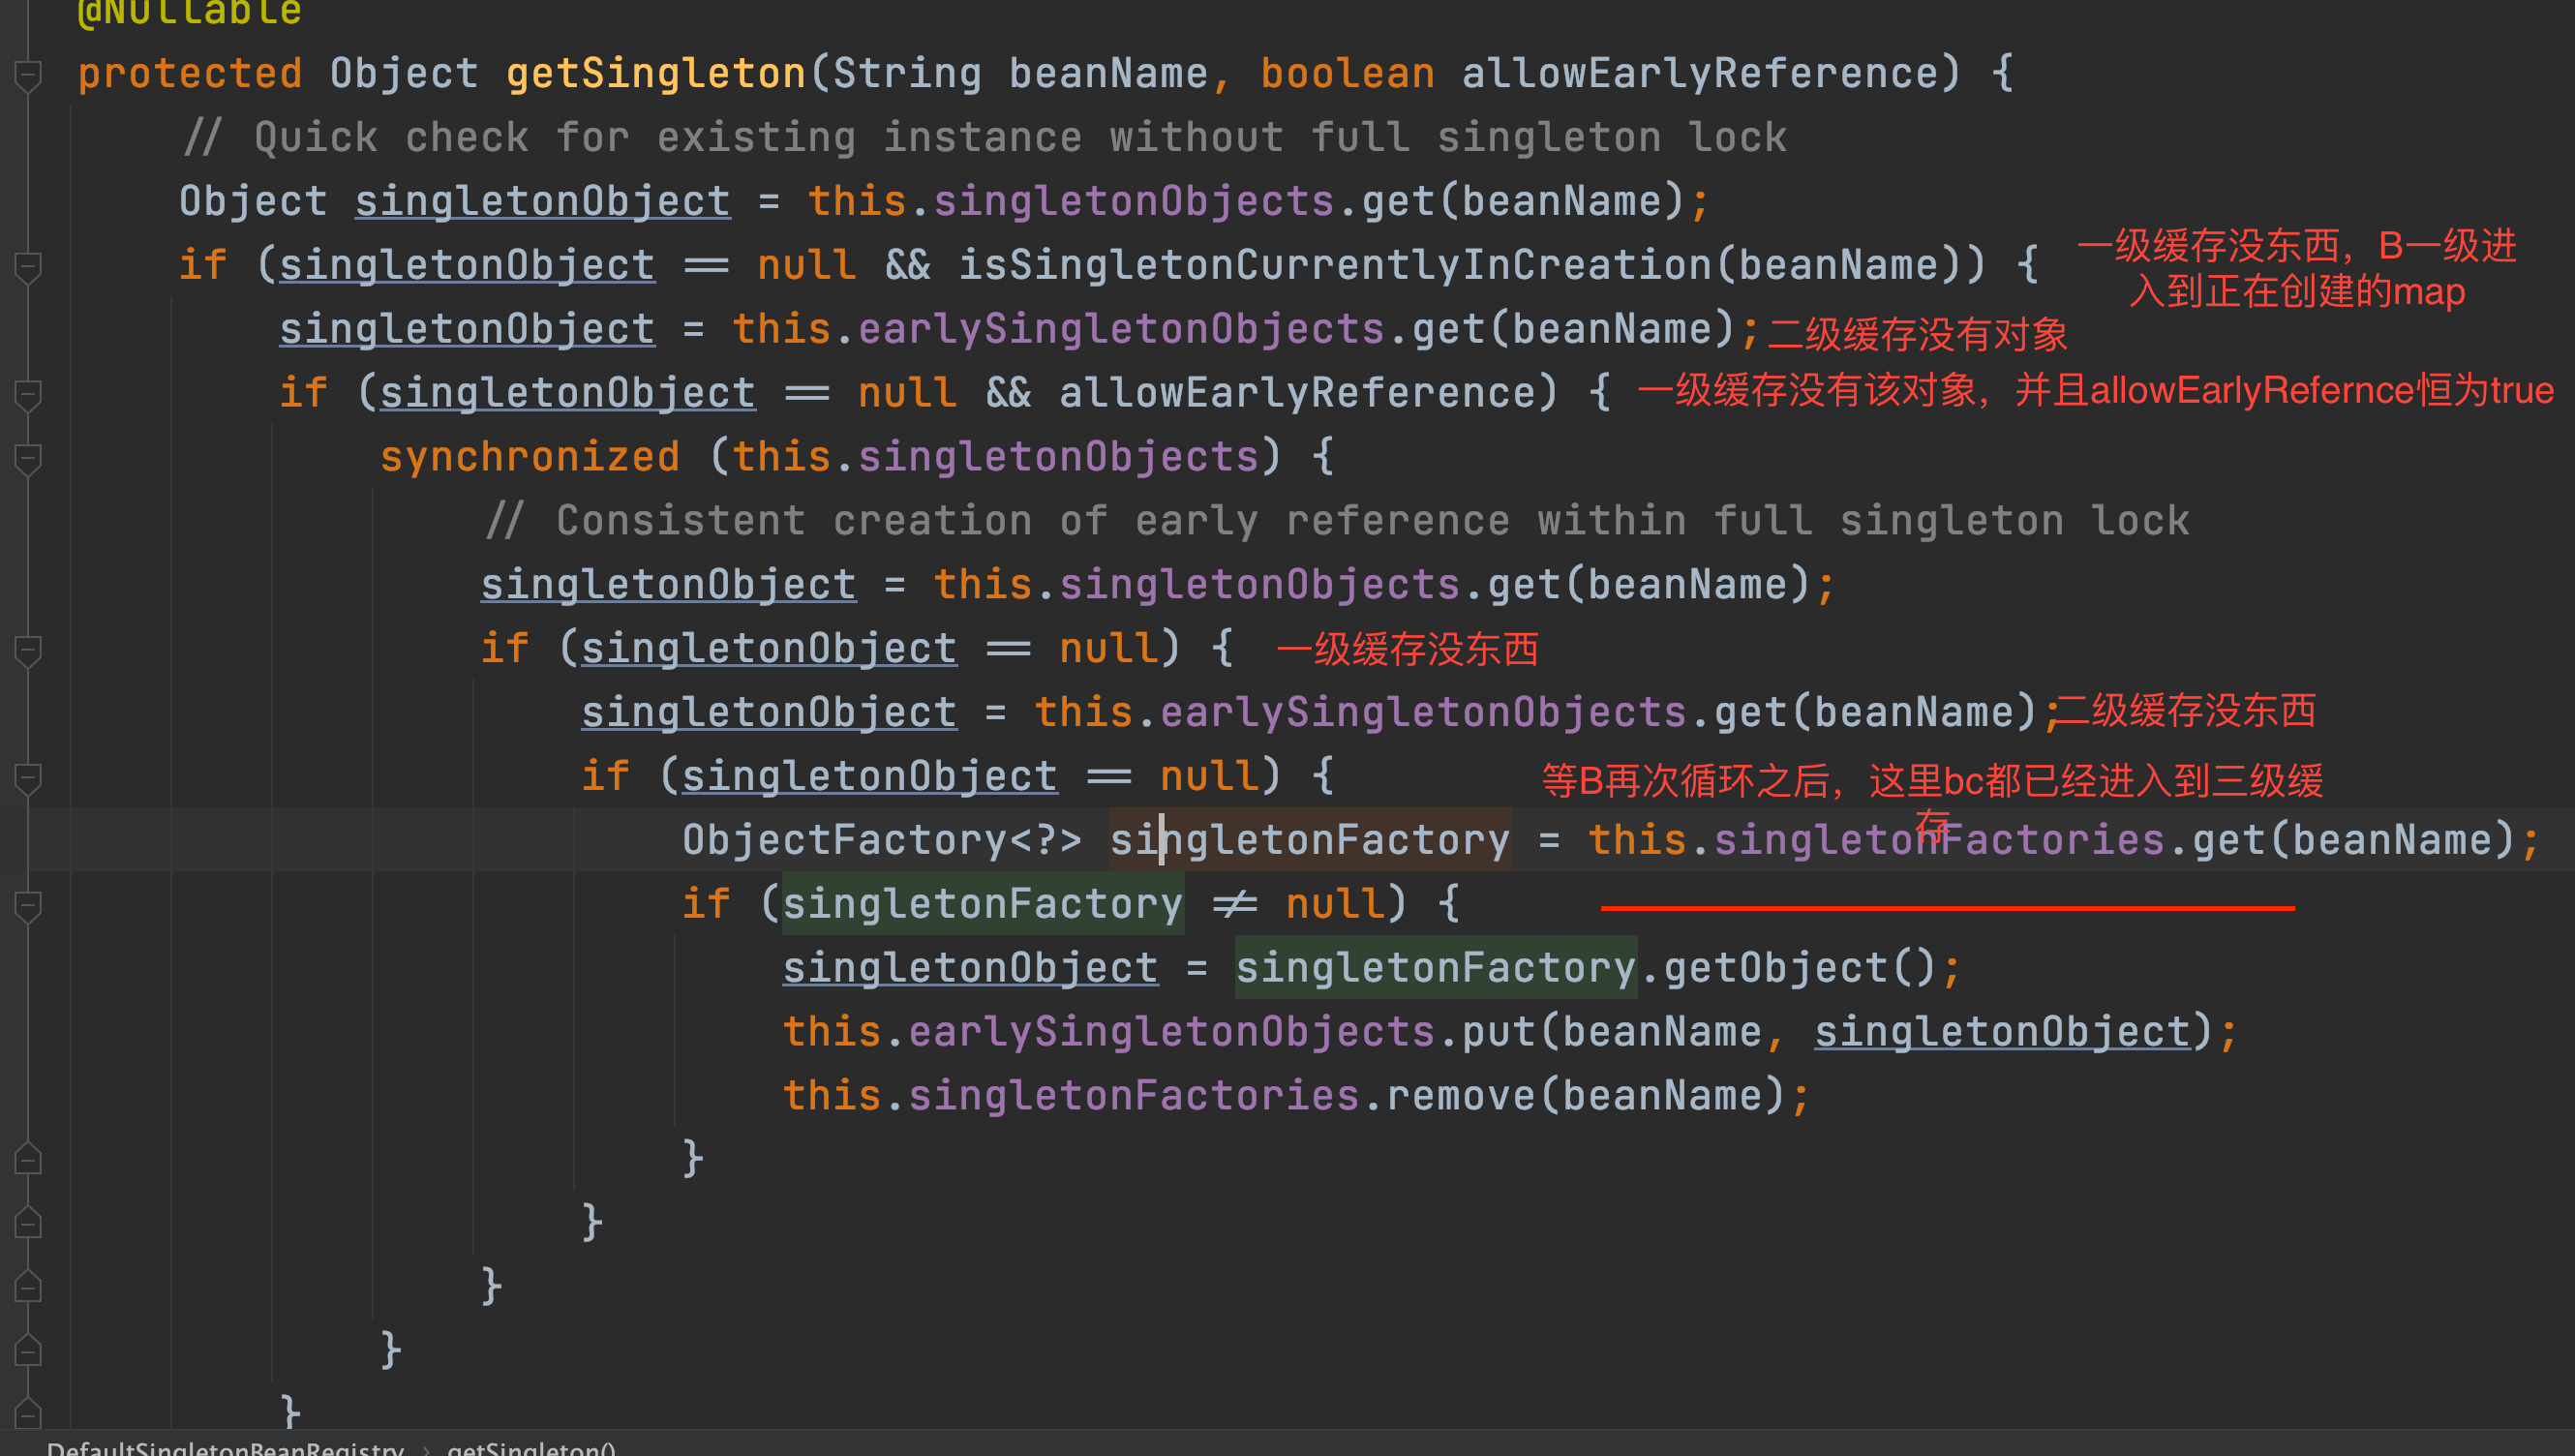 @Nullable
protected Object getSingleton(String beanName, boolean allowEarlyReference) {
// Quick check for existing instance without full singleton lock
Object singletonObject = this.singletonObjects.get(beanName);
if (singletonObject == null && isSingletonCurrentlyInCreation(beanName)) { 一级缓存没东西，B一级进
入到正在创建的map
singletonObject = this.earlySingletonObjects.get(beanName); 二级缓存没有对象
if (singletonObject == null && allowEarlyReference) { 一级缓存没有该对象，并且allowEarlyRefernce恒为true
synchronized (this.singletonObjects) {
// Consistent creation of early reference within full singleton lock
singletonObject = this.singletonObjects.get(beanName);
if (singletonObject == null) { 一级缓存没东西
singletonObject = this.earlySingletonObjects.get(beanName); 二级缓存没东西
if (singletonObject == null) { 等B再次循环之后，这里bc都已经进入到三级缓
存
ObjectFactory<?> singletonFactory = this.singletonFactories.get(beanName);
if (singletonFactory != null) {
singletonObject = singletonFactory.getObject();
this.earlySingletonObjects.put(beanName, singletonObject);
this.singletonFactories.remove(beanName);
}
}
}
}
}
DefaultSingletonBeanRegistry › getSingleton()